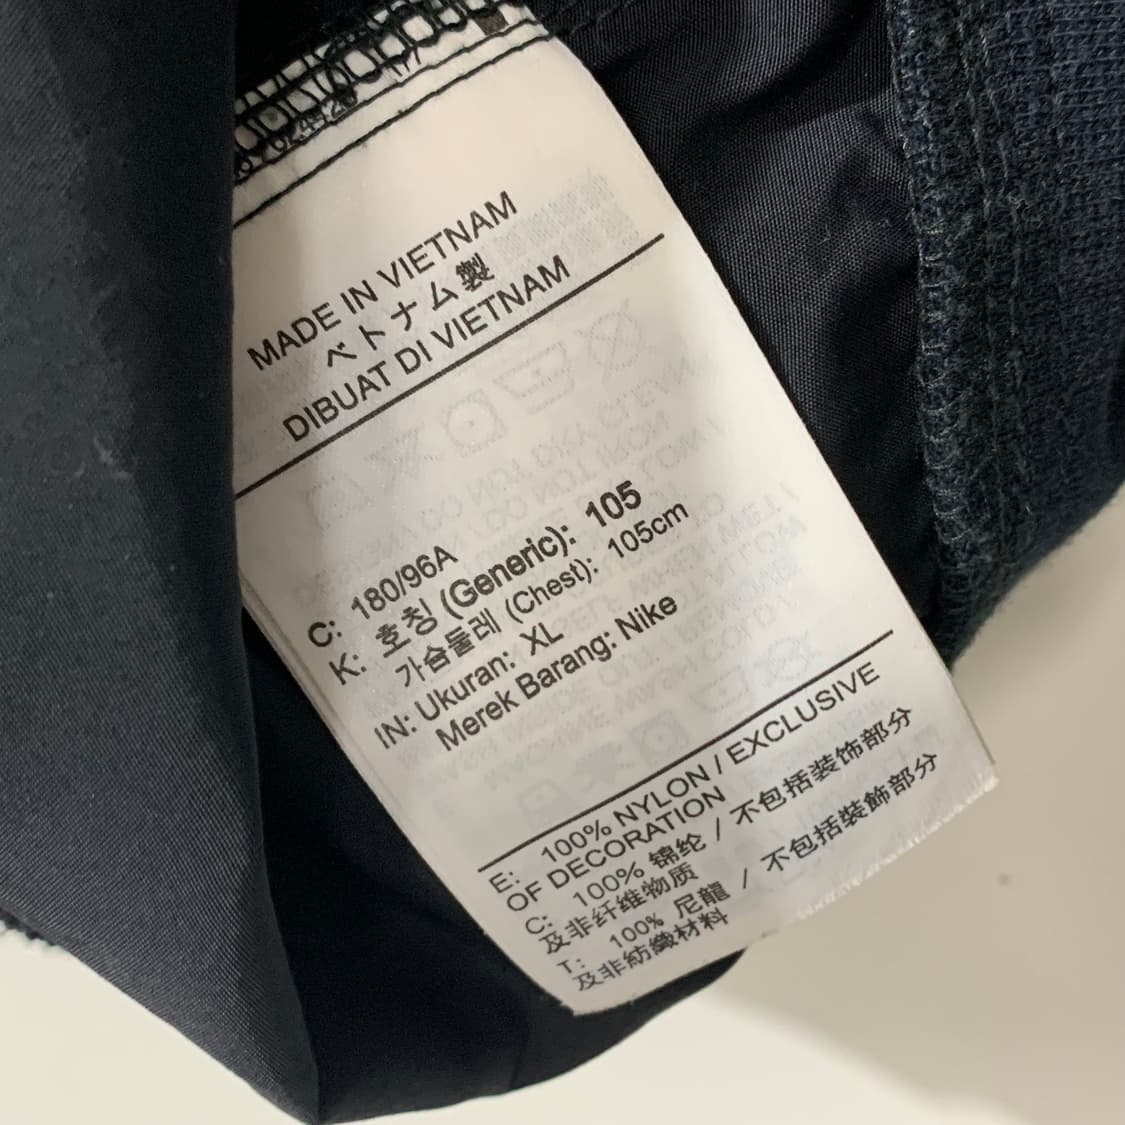 MADE IN VIETNAM
ベトナム製
DIBUAT DI VIETNAM
C: 180/96A
K: 호칭 (Generic): 105
가슴둘레 (Chest): 105cm
IN: Ukuran: XL
Merek Barang: Nike
E: 100% NYLON / EXCLUSIVE
OF DECORATION
C: 100% 锦纶 / 不包括装饰部分
及非纤维物质
T: 100% 尼龍 / 不包括裝飾部分
及非紡織材料